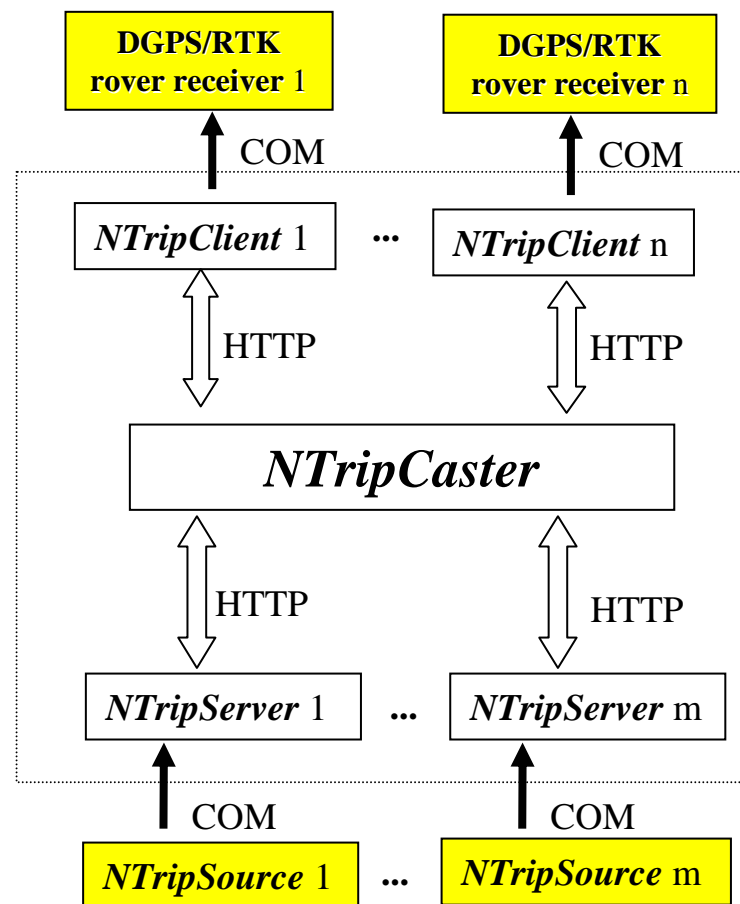 DGPS/RTK
rover receiver 1
DGPS/RTK
rover receiver n
COM
COM
NTripClient 1
...
NTripClient n
HTTP
HTTP
NTripCaster
HTTP
HTTP
NTripServer 1
...
NTripServer m
COM
COM
NTripSource 1
...
NTripSource m